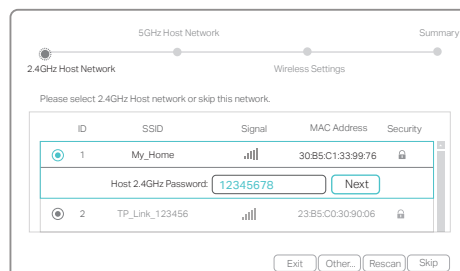 5GHz Host Network Summary
2.4GHz Host Network Wireless Settings
Please select 2.4GHz Host network or skip this network.
ID SSID Signal MAC Address Security
1 My_Home 30:B5:C1:33:99:76
Host 2.4GHz Password: 12345678 Next
2 TP_Link_123456 23:B5:C0:30:90:06
Exit Other... Rescan Skip